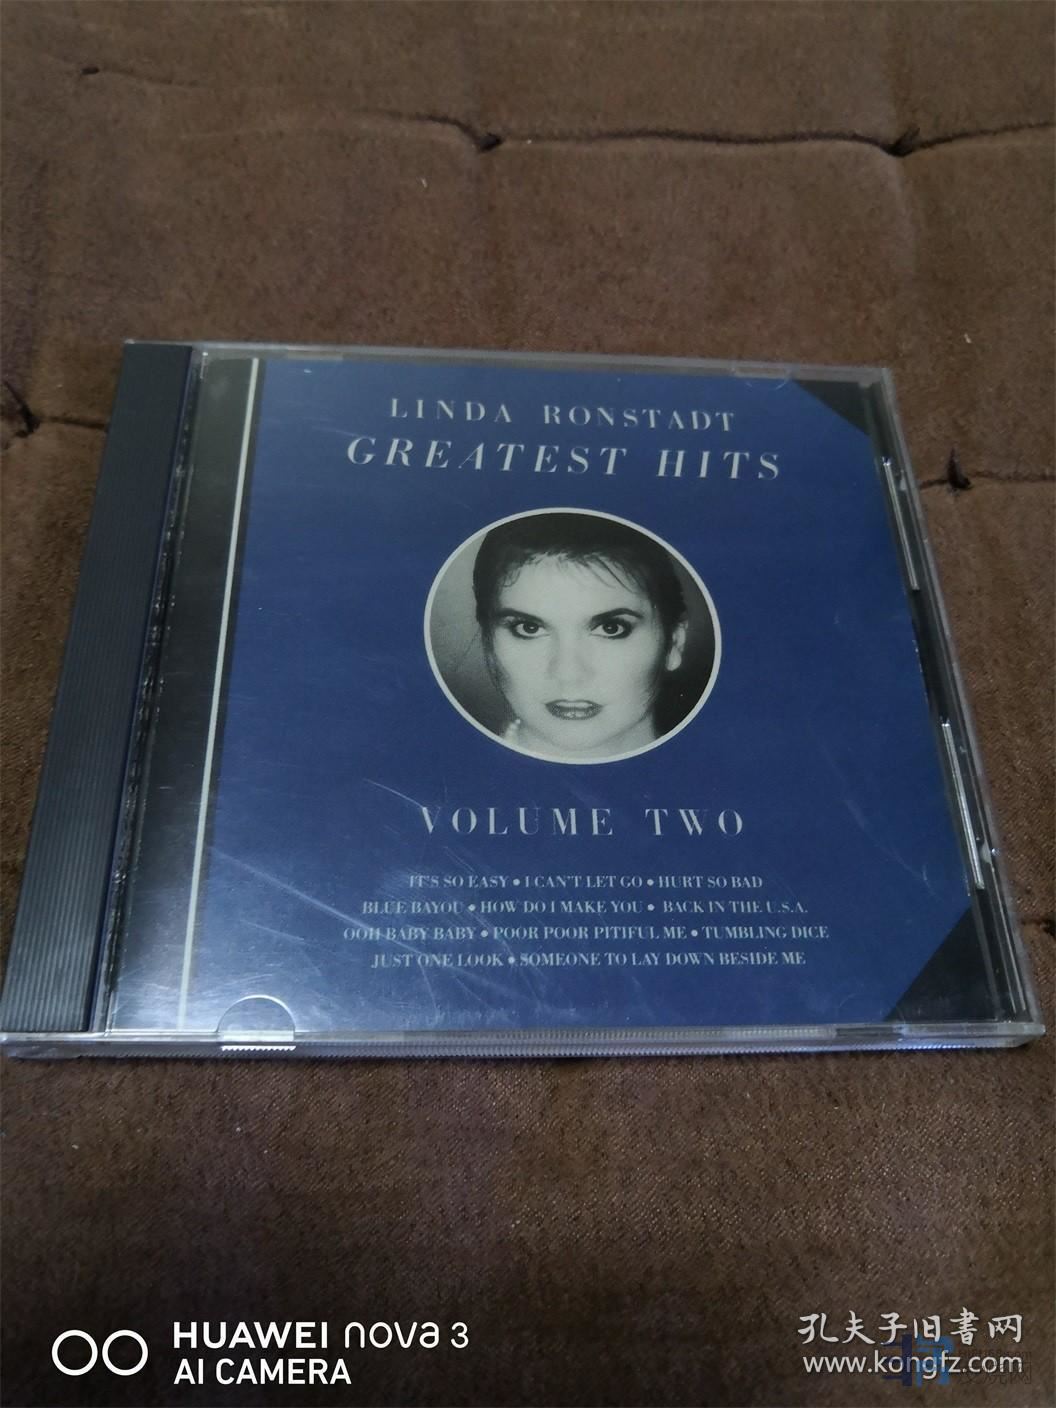 LINDA RONSTADT
GREATEST HITS
VOLUME TWO
IT'S SO EASY • I CAN'T LET GO • HURT SO BAD
BLUE BAYOU • HOW DO I MAKE YOU • BACK IN THE U.S.A.
OOH BABY BABY • POOR POOR PITIFUL ME • TUMBLING DICE
JUST ONE LOOK • SOMEONE TO LAY DOWN BESIDE ME
HUAWEI nova 3
AI CAMERA
孔夫子旧書网
www.kongfz.com